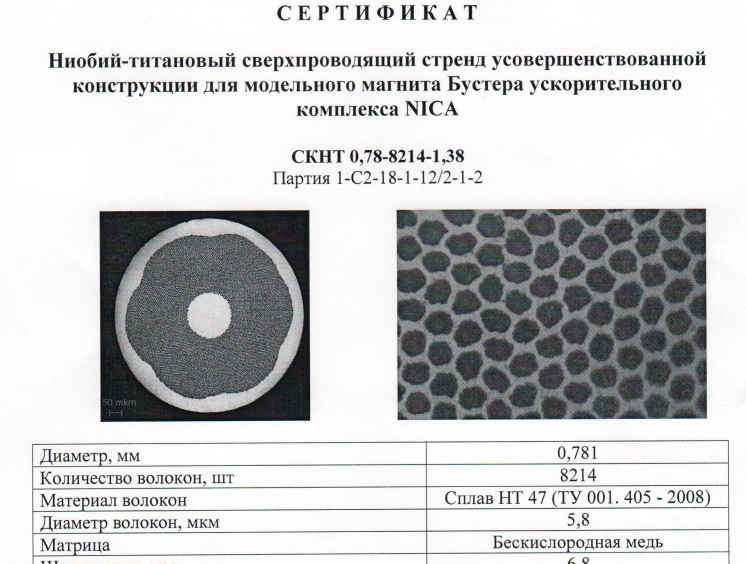 СЕРТИФИКАТ
Ниобий-титановый сверхпроводящий стренд усовершенствованной
конструкции для модельного магнита Бустера ускорительного
комплекса NICA
СКНТ 0,78-8214-1,38
Партия 1-С2-18-1-12/2-1-2
50 mkm
Диаметр, мм 0,781
Количество волокон, шт 8214
Материал волокон Сплав НТ 47 (ТУ 001. 405 - 2008)
Диаметр волокон, мкм 5,8
Матрица Бескислородная медь
6,8